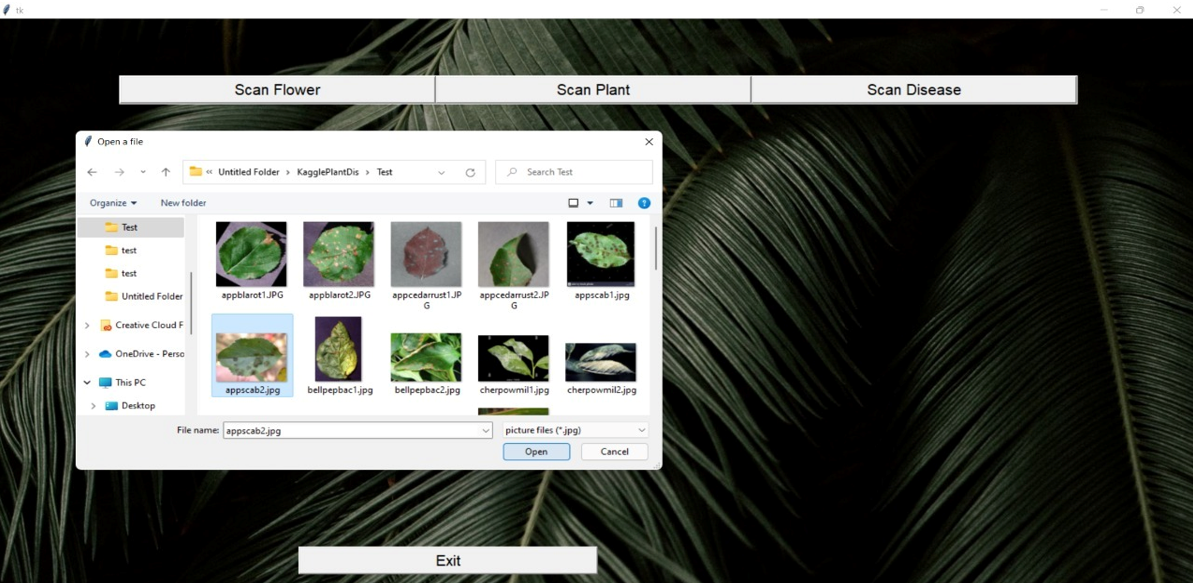 tk
Scan Flower Scan Plant Scan Disease
Open a file
« Untitled Folder › KagglePlantDis › Test
Search Test
Organize New folder
Test
test
test
Untitled Folder
Creative Cloud F
OneDrive - Perso
This PC
Desktop
appblarot1.JPG appblarot2.JPG appcedarrust1.JP
G appcedarrust2.JP
G appscab1.jpg
appscab2.jpg bellpepbac1.jpg bellpepbac2.jpg cherpowmil1.jpg cherpowmil2.jpg
File name: appscab2.jpg picture files (*.jpg)
Open Cancel
Exit